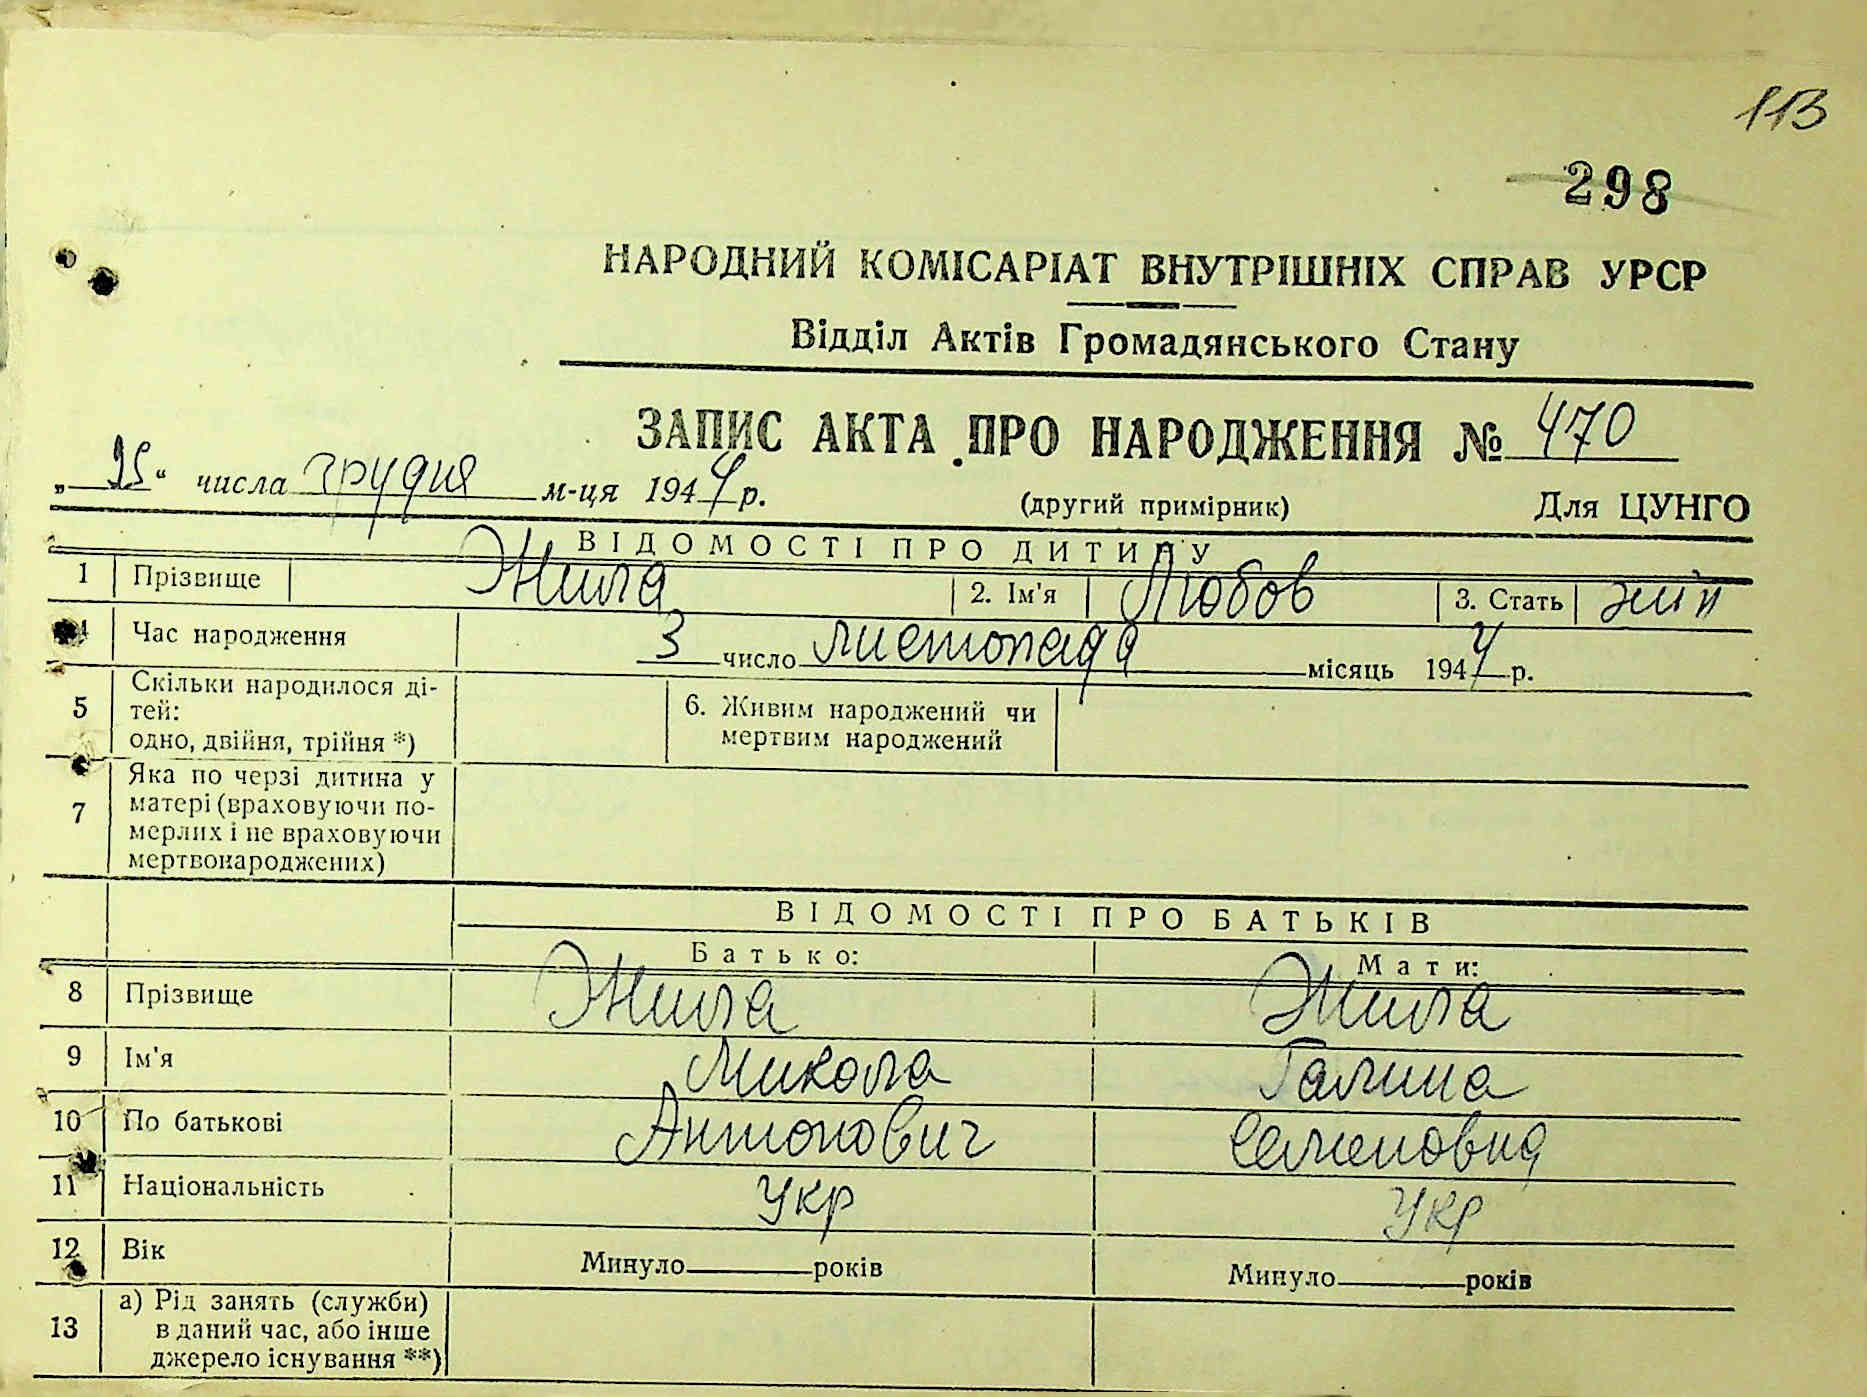 113
298
НАРОДНИЙ КОМІСАРІАТ ВНУТРІШНІХ СПРАВ УРСР
Відділ Актів Громадянського Стану
ЗАПИС АКТА ПРО НАРОДЖЕННЯ № 470
„25“ числа грудня м-ця 1944 р. (другий примірник) Для ЦУНГО
ВІДОМОСТІ ПРО ДИТИНУ
1 Прізвище Жила 2. Ім'я Любов 3. Стать жін
4 Час народження 3 число листопада місяць 1944 р.
5 Скільки народилося ді-
тей:
одно, двійня, трійня *)
6. Живим народжений чи
мертвим народжений
7 Яка по черзі дитина у
матері (враховуючи по-
мерлих і не враховуючи
мертвонароджених)
ВІДОМОСТІ ПРО БАТЬКІВ
Батько: Мати:
8 Прізвище Жила Жила
9 Ім'я Микола Галина
10 По батькові Антонович Семеновна
11 Національність Укр Укр
12 Вік Минуло років Минуло років
13 а) Рід занять (служби)
в даний час, або інше
джерело існування **)